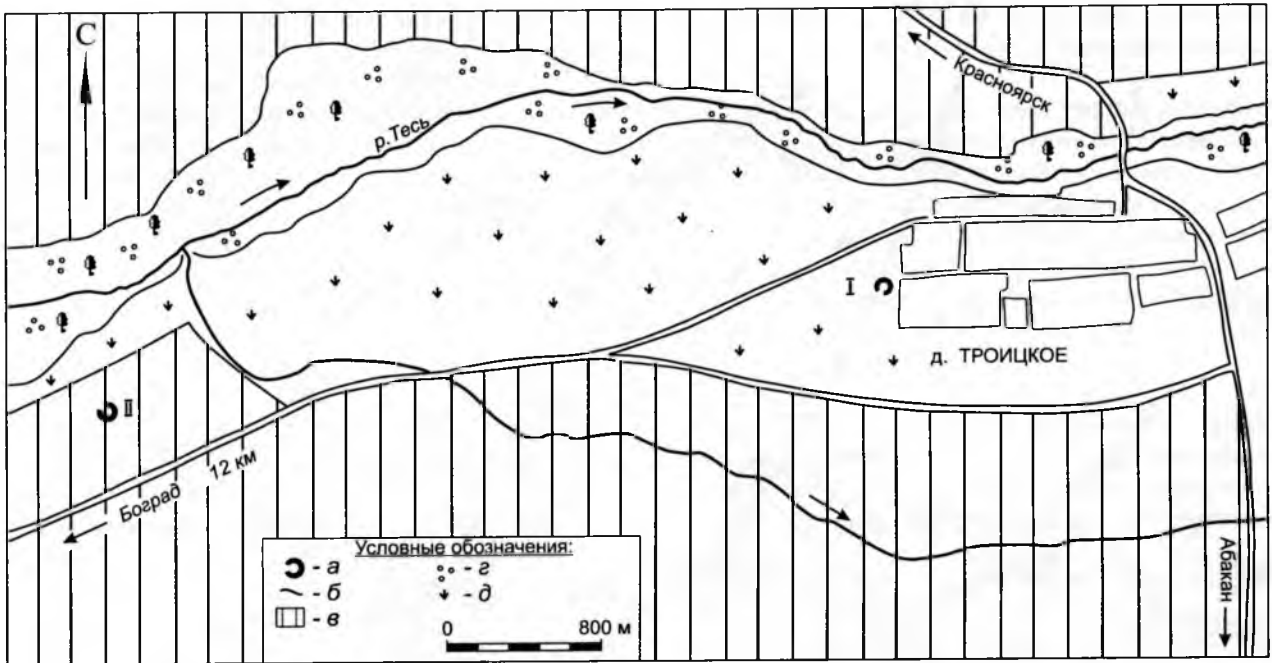 С
Красноярск
р. Тесь
I
д. ТРОИЦКОЕ
II
12 км
Боград
Условные обозначения:
- а
- б
- в
- г
- д
0 800 м
Абакан